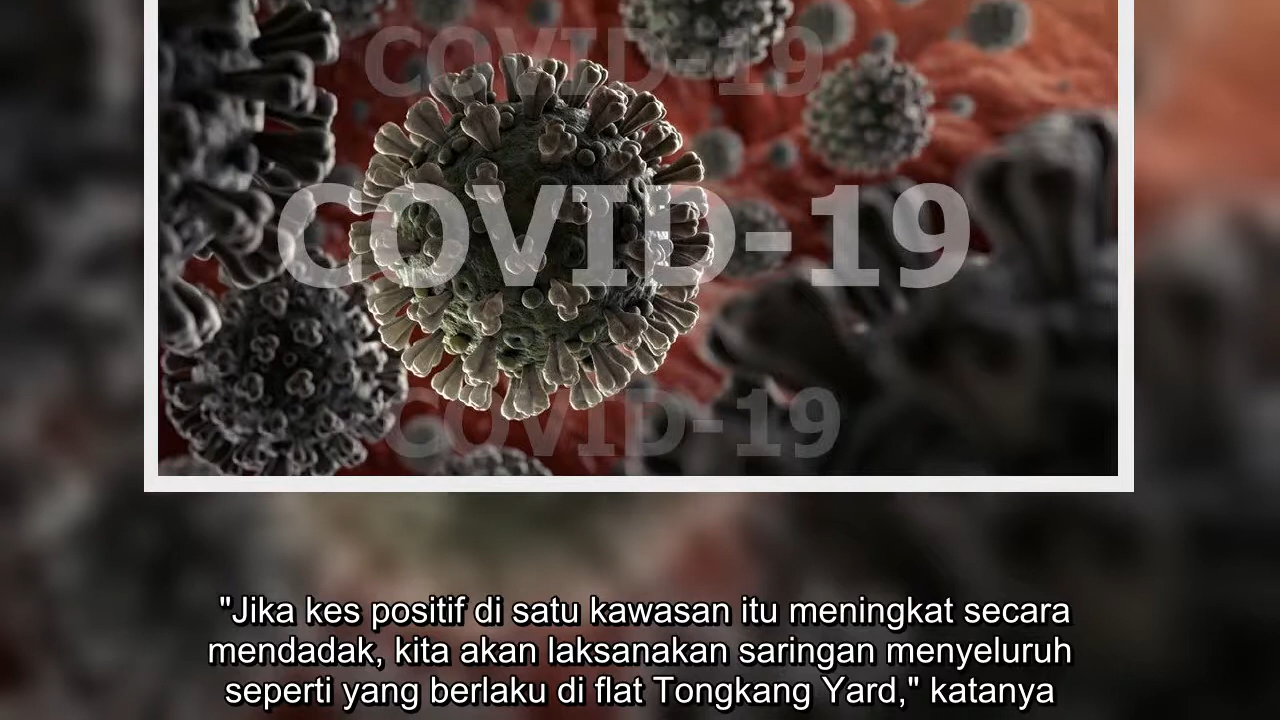 COVID-19
COVID-19
COVID-19
"Jika kes positif di satu kawasan itu meningkat secara
mendadak, kita akan laksanakan saringan menyeluruh
seperti yang berlaku di flat Tongkang Yard," katanya